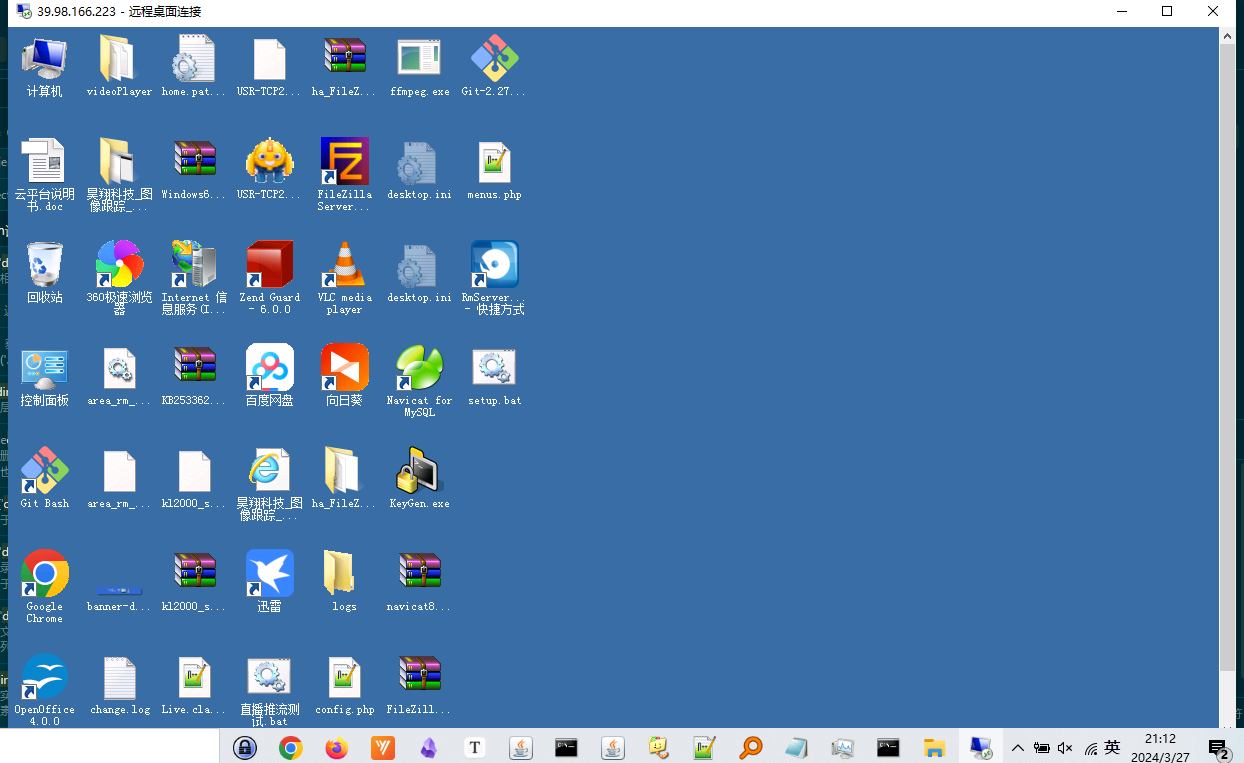 39.98.166.223 - 远程桌面连接
计算机
videoPlayer
home.pat...
USR-TCP2...
ha_FileZ...
ffmpeg.exe
Git-2.27...
云平台说明
书.doc
昊翔科技_图
像跟踪_...
Windows6...
USR-TCP2...
FileZilla
Server...
desktop.ini
menus.php
回收站
360极速浏览
器
Internet 信
息服务(I...
Zend Guard
- 6.0.0
VLC media
player
desktop.ini
RmServer...
- 快捷方式
控制面板
area_rm_...
KB253362...
百度网盘
向日葵
Navicat for
MySQL
setup.bat
Git Bash
area_rm_...
kl2000_s...
昊翔科技_图
像跟踪_...
ha_FileZ...
KeyGen.exe
Google
Chrome
banner-d...
kl2000_s...
迅雷
logs
navicat8...
OpenOffice
4.0.0
change.log
Live.cla...
直播推流测
试.bat
config.php
FileZill...
英
21:12
2024/3/27
2